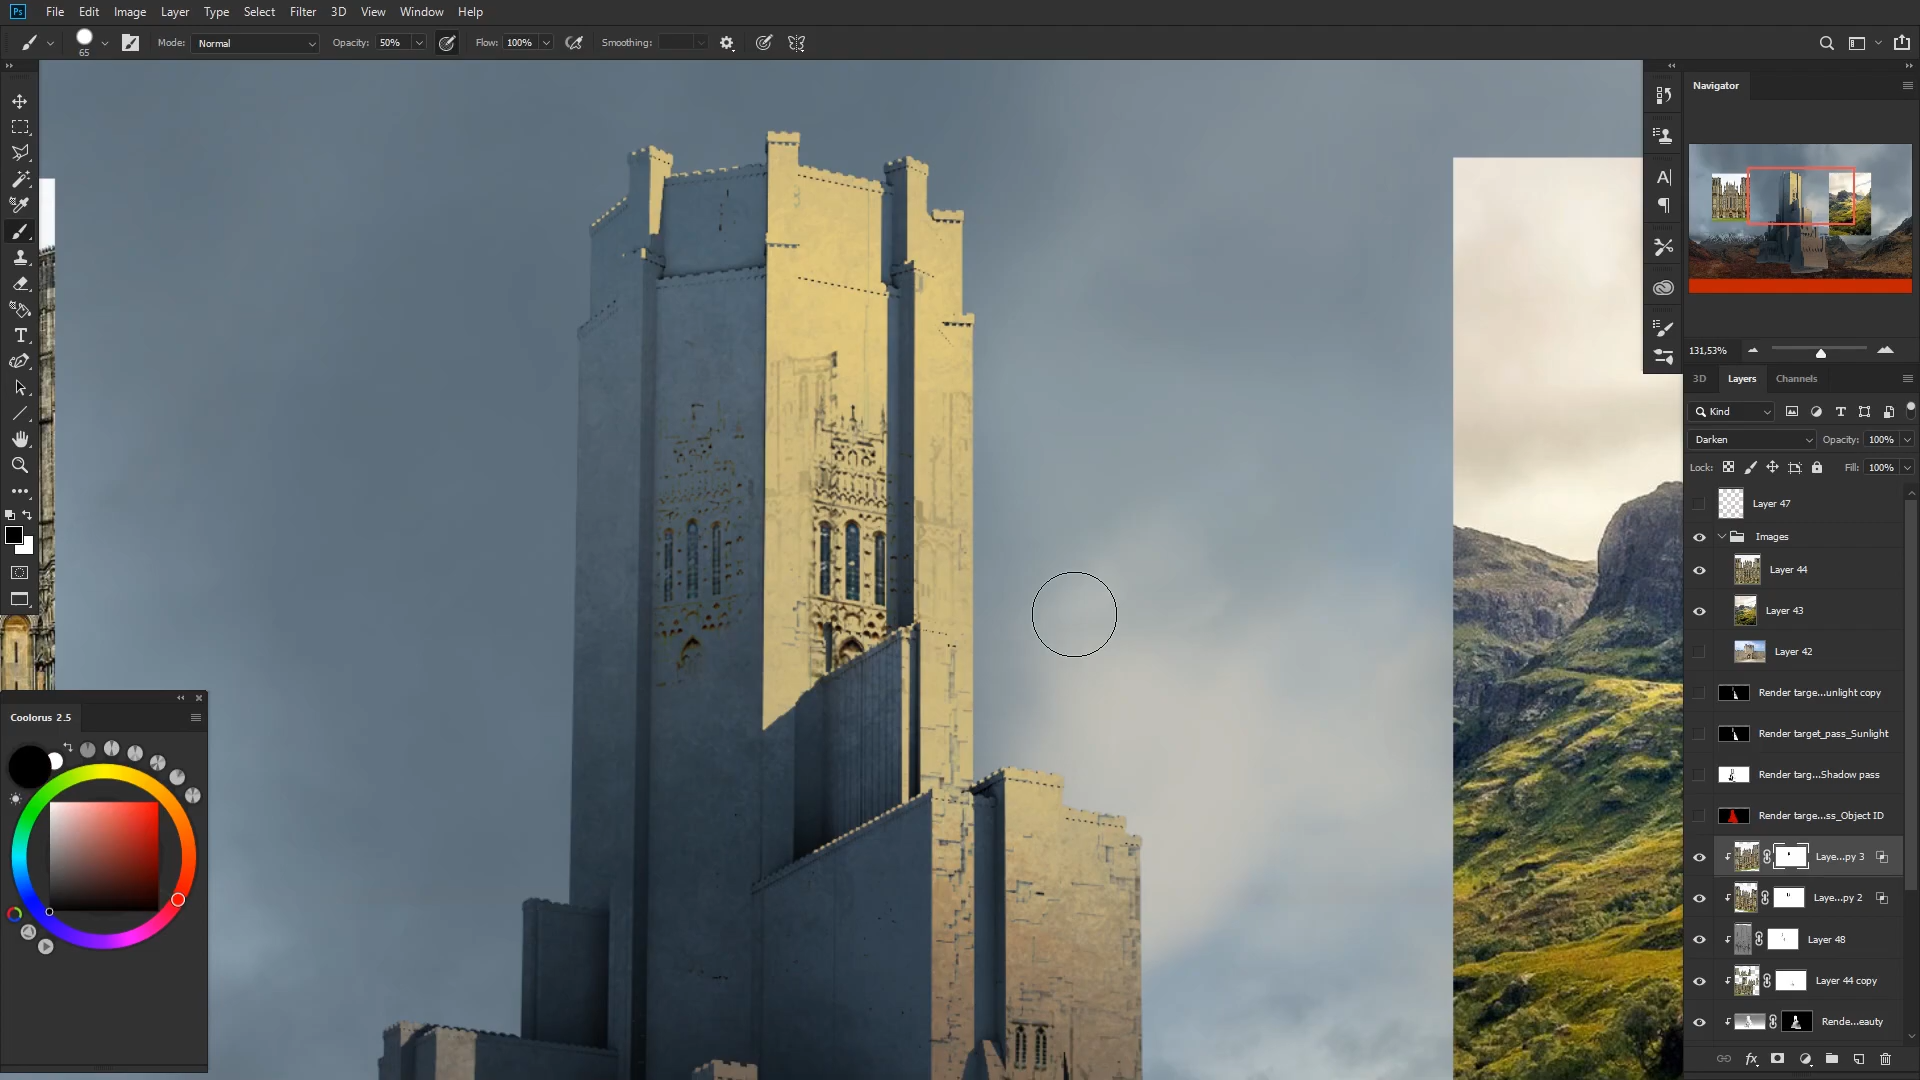 Ps File Edit Image Layer Type Select Filter 3D View Window Help
65 Mode: Normal Opacity: 50% Flow: 100% Smoothing:
Navigator
131,53%
3D Layers Channels
Kind
Darken Opacity: 100%
Lock: Fill: 100%
Layer 47
Images
Layer 44
Layer 43
Layer 42
Render targe...unlight copy
Render target_pass_Sunlight
Render targ...Shadow pass
Render targe...ss_Object ID
Laye...py 3
Laye...py 2
Layer 48
Layer 44 copy
Rende...eauty
Coolorus 2.5